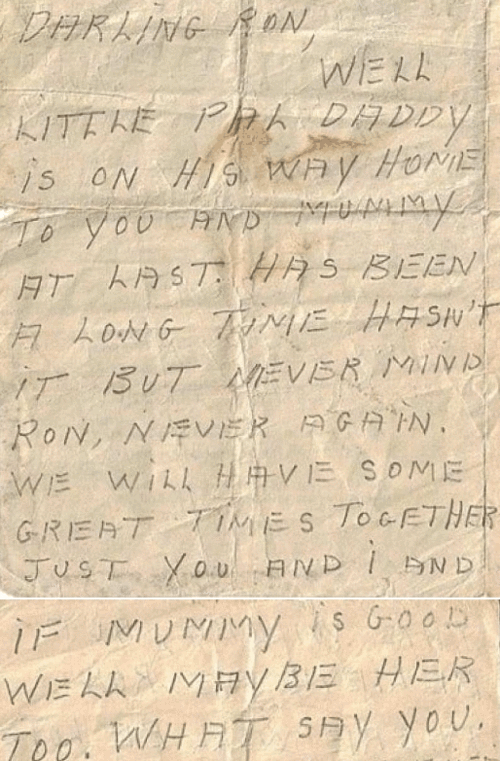 DARLING RON,
WELL
LITTLE PAL DADDY
IS ON HIS WAY HOME
TO YOU AND MUMMY
AT LAST. HAS BEEN
A LONG TIME HASN'T
IT BUT NEVER MIND
RON, NEVER AGAIN.
WE WILL HAVE SOME
GREAT TIMES TOGETHER
JUST YOU AND I AND
IF MUMMY IS GOOD
WELL MAYBE HER
TOO. WHAT SAY YOU.